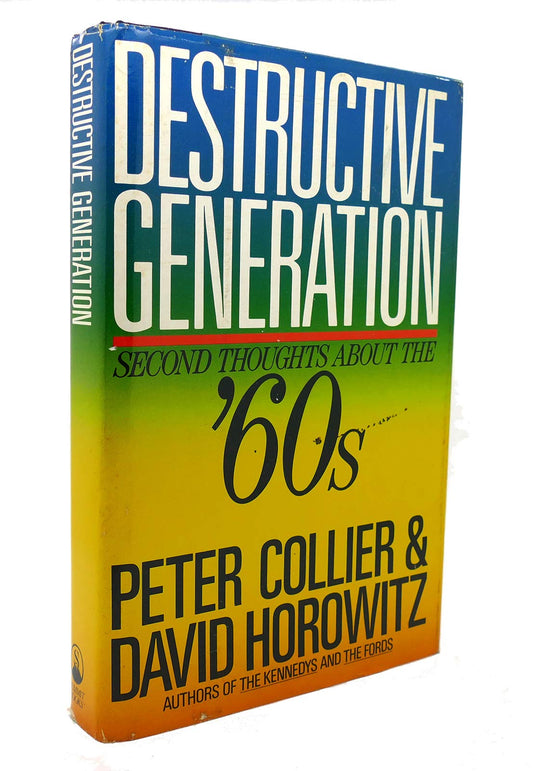 DESTRUCTIVE GENERATION
DESTRUCTIVE
GENERATION
SECOND THOUGHTS ABOUT THE
'60s
PETER COLLIER &
DAVID HOROWITZ
AUTHORS OF THE KENNEDYS AND THE FORDS